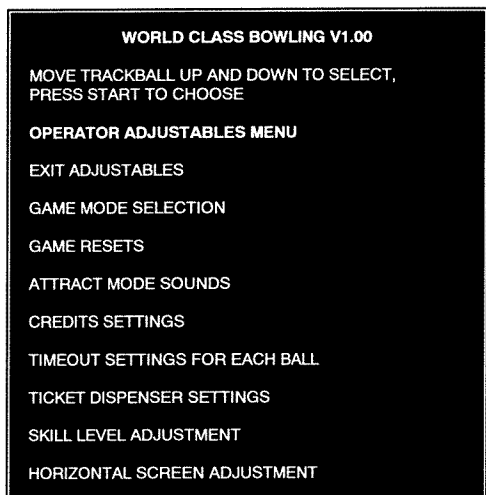 WORLD CLASS BOWLING V1.00
MOVE TRACKBALL UP AND DOWN TO SELECT,
PRESS START TO CHOOSE
OPERATOR ADJUSTABLES MENU
EXIT ADJUSTABLES
GAME MODE SELECTION
GAME RESETS
ATTRACT MODE SOUNDS
CREDITS SETTINGS
TIMEOUT SETTINGS FOR EACH BALL
TICKET DISPENSER SETTINGS
SKILL LEVEL ADJUSTMENT
HORIZONTAL SCREEN ADJUSTMENT